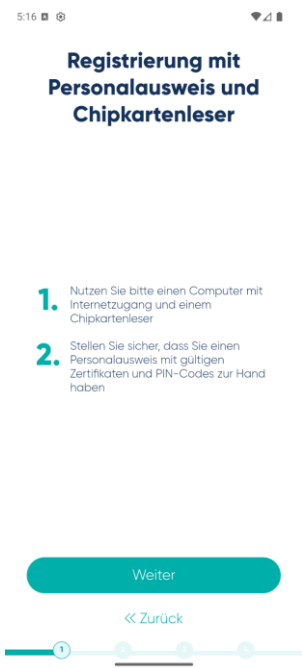 5:16
Registrierung mit
Personalausweis und
Chipkartenleser
1. Nutzen Sie bitte einen Computer mit
Internetzugang und einem
Chipkartenleser
2. Stellen Sie sicher, dass Sie einen
Personalausweis mit gültigen
Zertifikaten und PIN-Codes zur Hand
haben
Weiter
« Zurück
1 2 3 4